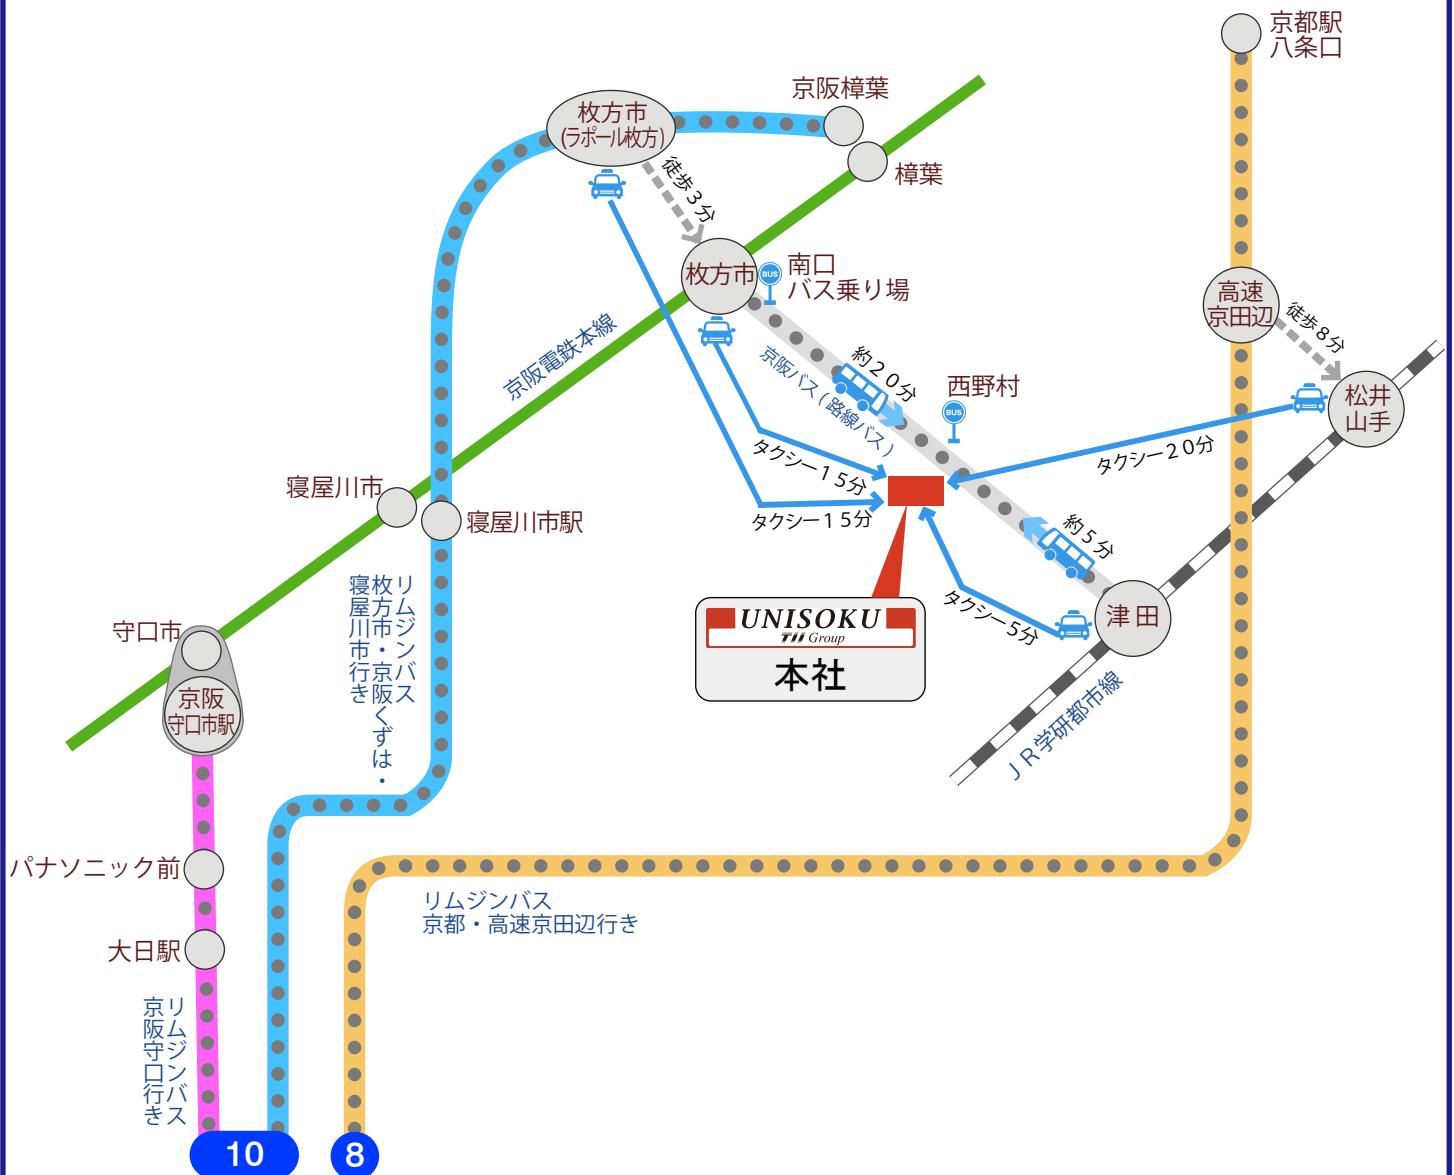 京都駅
八条口
京阪樟葉
枚方市
(ラポール枚方)
樟葉
徒歩3分
枚方市
BUS
南口
バス乗り場
高速
京田辺
徒歩8分
京阪電鉄本線
京阪バス(路線バス)
約20分
西野村
BUS
松井
山手
タクシー15分
タクシー20分
タクシー15分
寝屋川市
寝屋川市駅
約5分
タクシー5分
津田
リムジンバス
枚方市・京阪くずは・
寝屋川市行き
UNISOKU
TII Group
本社
守口市
京阪
守口市駅
JR学研都市線
パナソニック前
リムジンバス
京都・高速京田辺行き
大日駅
リムジンバス
京阪守口行き
10
8